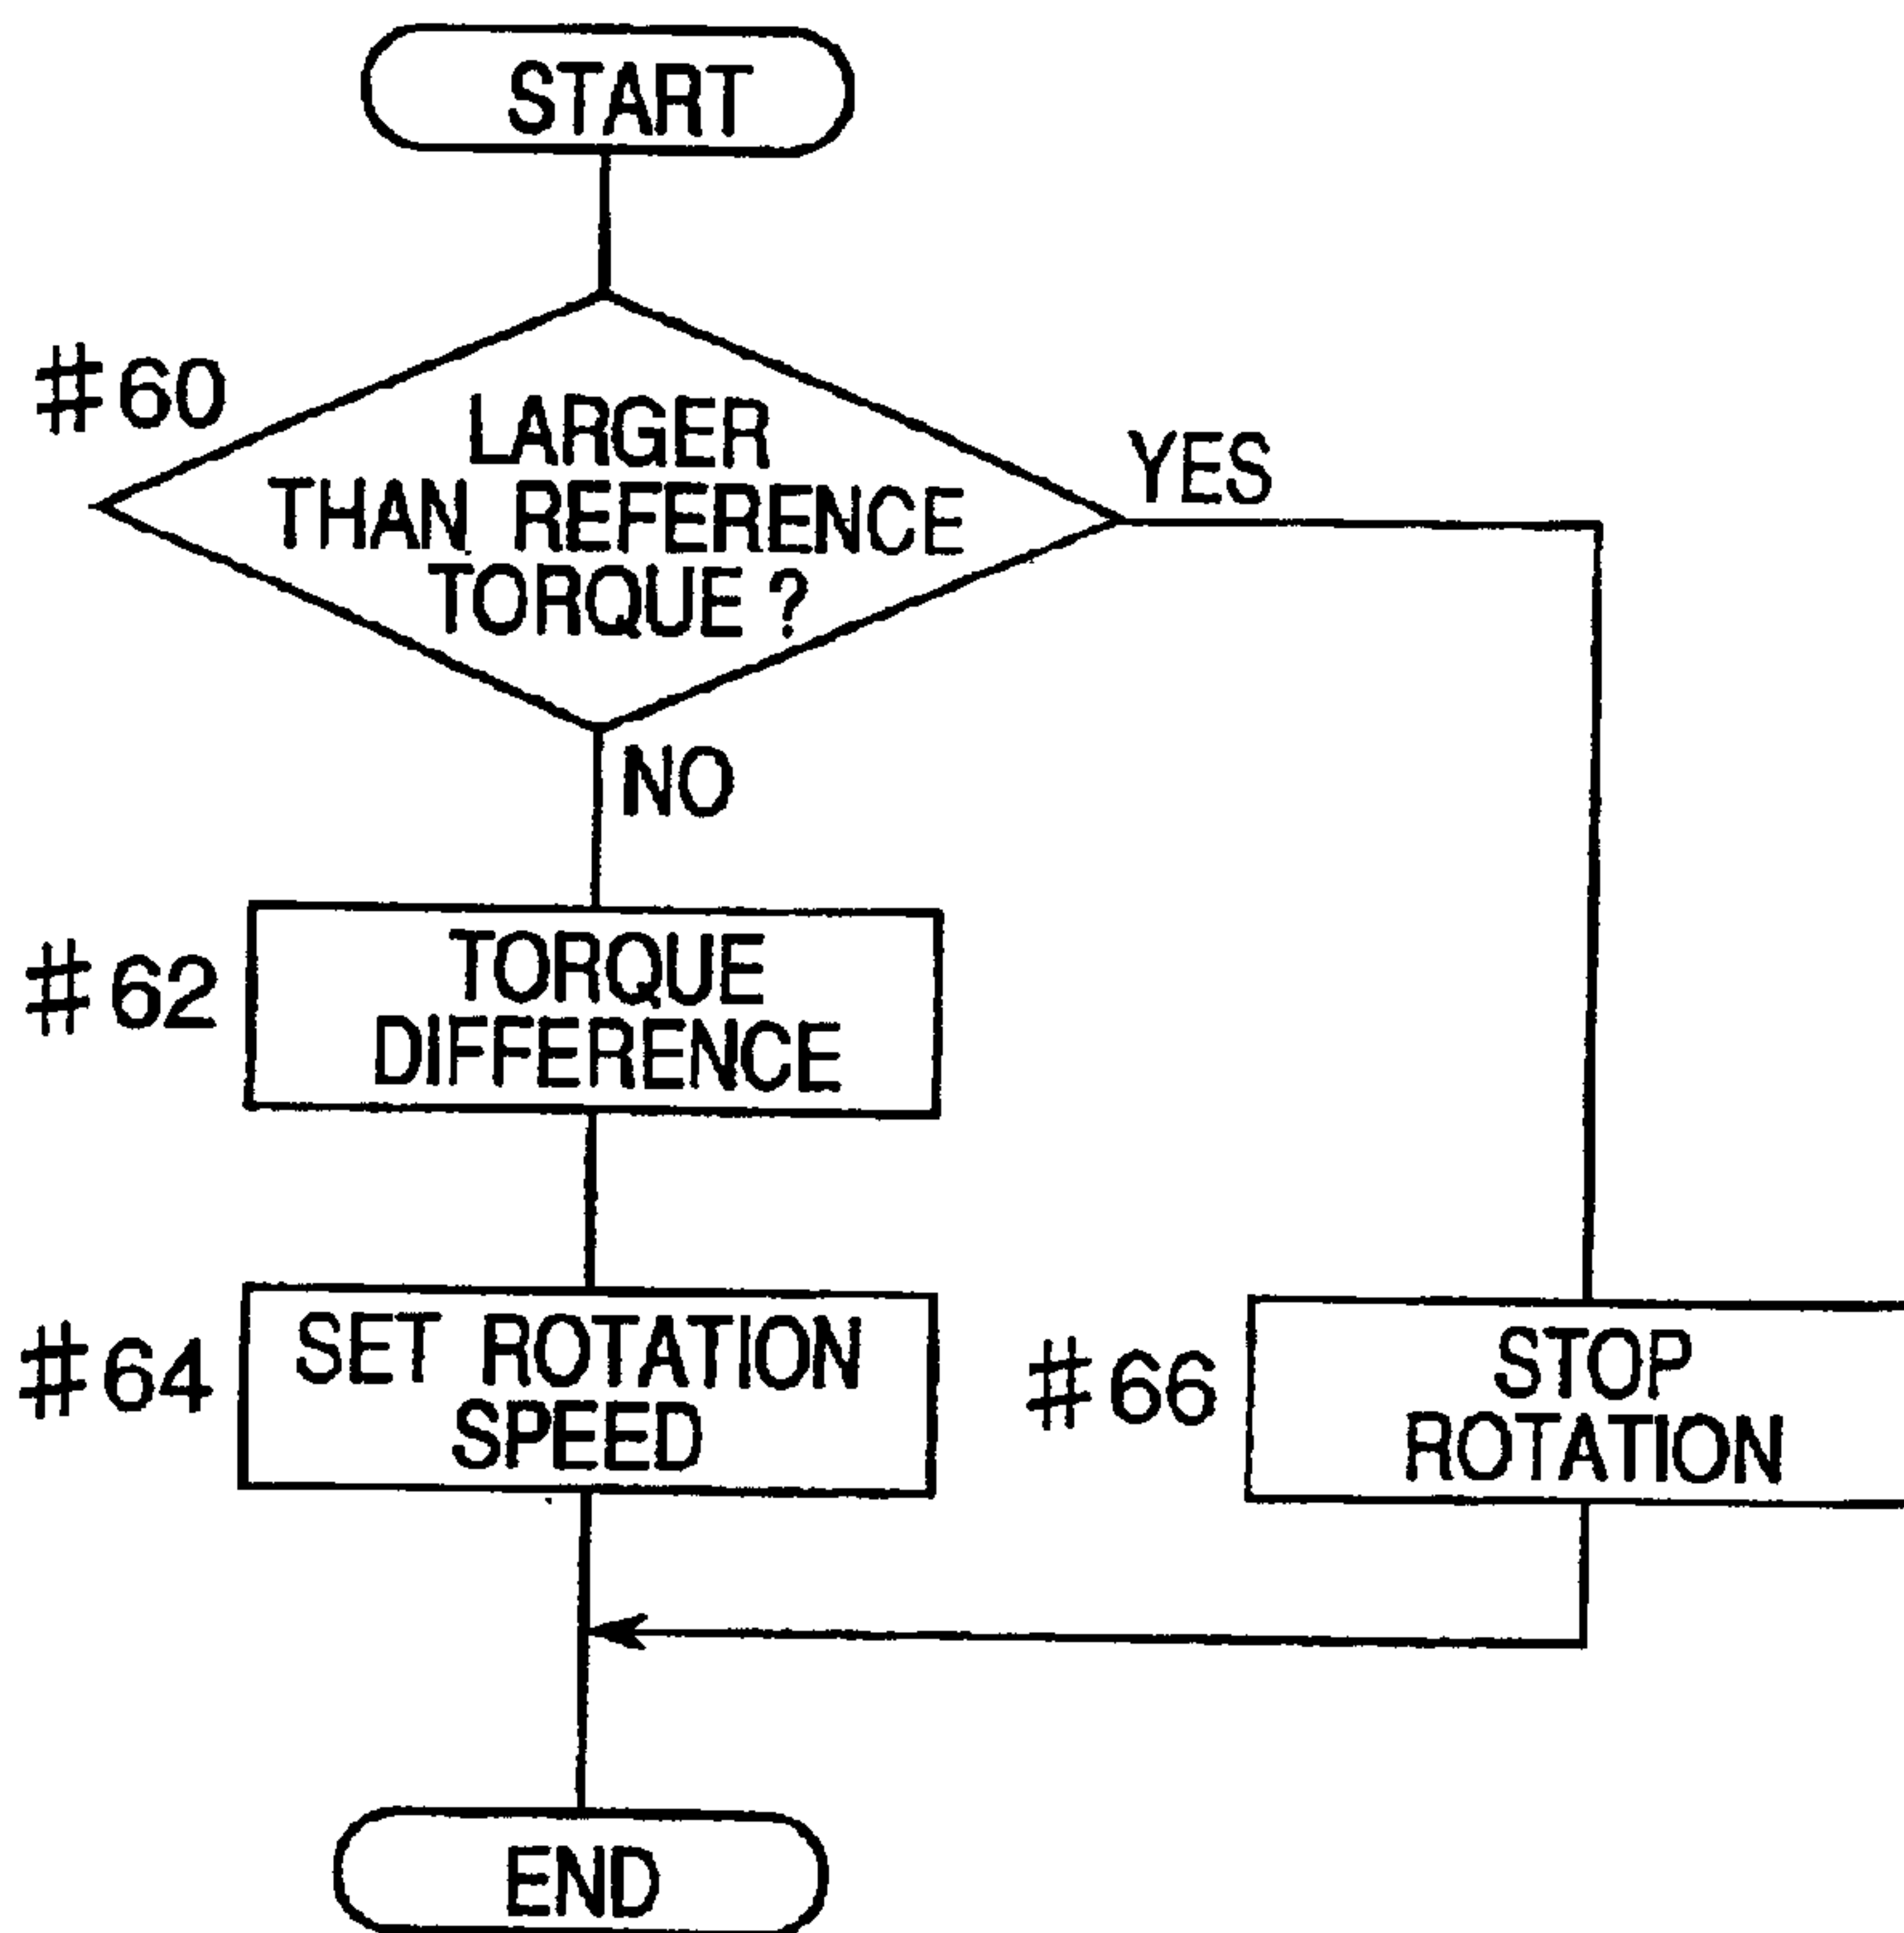 START
#60
LARGER
THAN REFERENCE
TORQUE ?
YES
NO
#62
TORQUE
DIFFERENCE
#64
SET ROTATION
SPEED
#66
STOP
ROTATION
END